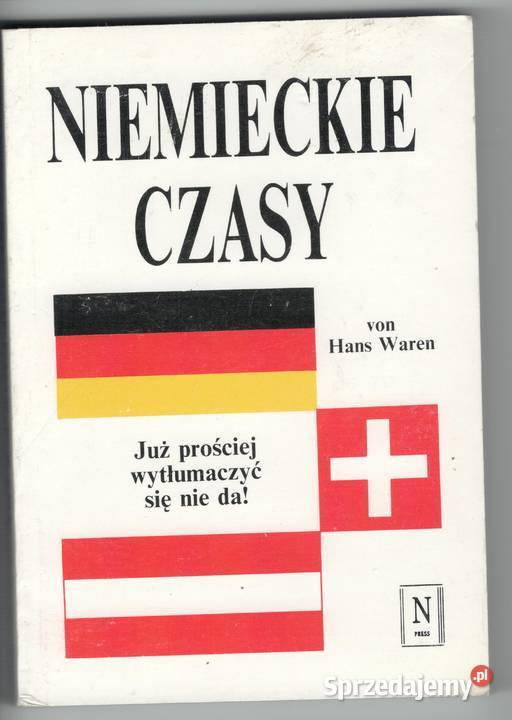 NIEMIECKIE
CZASY
von
Hans Waren
Już prościej
wytłumaczyć
się nie da!
N
PRESS
Sprzedajemy.pl